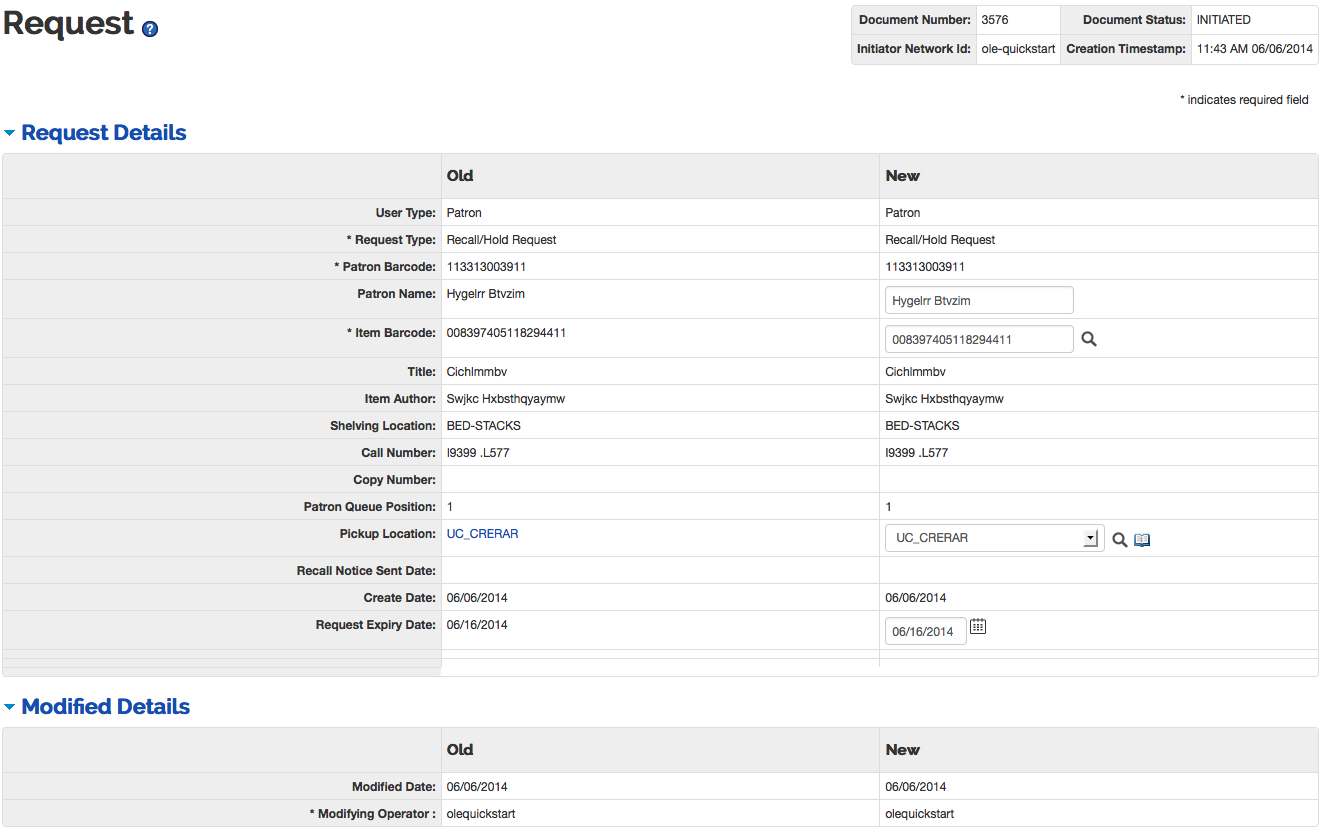 Request ?
Document Number: 3576 Document Status: INITIATED
Initiator Network Id: ole-quickstart Creation Timestamp: 11:43 AM 06/06/2014
* indicates required field
Request Details
Old New
User Type: Patron Patron
* Request Type: Recall/Hold Request Recall/Hold Request
* Patron Barcode: 113313003911 113313003911
Patron Name: Hygelrr Btvzim Hygelrr Btvzim
* Item Barcode: 008397405118294411 008397405118294411
Title: Cichlmmbv Cichlmmbv
Item Author: Swjkc Hxbsthqyaymw Swjkc Hxbsthqyaymw
Shelving Location: BED-STACKS BED-STACKS
Call Number: I9399 .L577 I9399 .L577
Copy Number:
Patron Queue Position: 1 1
Pickup Location: UC_CRERAR UC_CRERAR
Recall Notice Sent Date:
Create Date: 06/06/2014 06/06/2014
Request Expiry Date: 06/16/2014 06/16/2014
Modified Details
Old New
Modified Date: 06/06/2014 06/06/2014
* Modifying Operator : olequickstart olequickstart